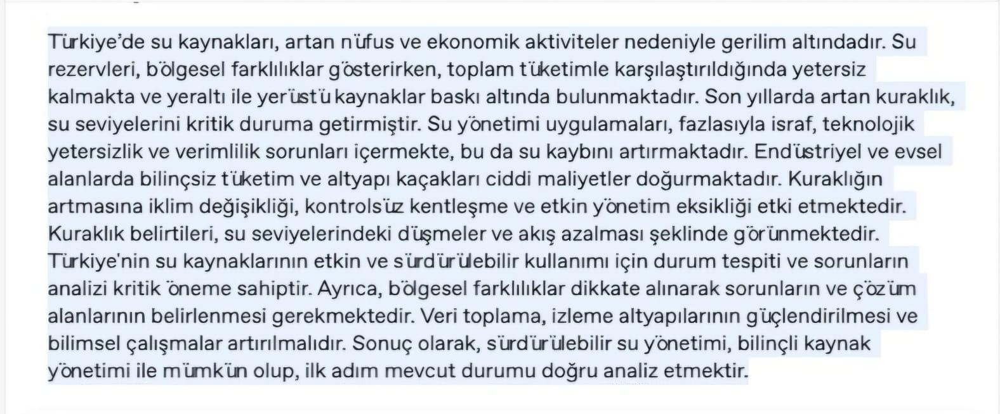 Türkiye’de su kaynakları, artan nüfus ve ekonomik aktiviteler nedeniyle gerilim altındadır. Su
rezervleri, bölgesel farklılıklar gösterirken, toplam tüketimle karşılaştırıldığında yetersiz
kalmakta ve yeraltı ile yerüstü kaynaklar baskı altında bulunmaktadır. Son yıllarda artan kuraklık,
su seviyelerini kritik duruma getirmiştir. Su yönetimi uygulamaları, fazlasıyla israf, teknolojik
yetersizlik ve verimlilik sorunları içermekte, bu da su kaybını artırmaktadır. Endüstriyel ve evsel
alanlarda bilinçsiz tüketim ve altyapı kaçakları ciddi maliyetler doğurmaktadır. Kuraklığın
artmasına iklim değişikliği, kontrolsüz kentleşme ve etkin yönetim eksikliği etki etmektedir.
Kuraklık belirtileri, su seviyelerindeki düşmeler ve akış azalması şeklinde görünmektedir.
Türkiye'nin su kaynaklarının etkin ve sürdürülebilir kullanımı için durum tespiti ve sorunların
analizi kritik öneme sahiptir. Ayrıca, bölgesel farklılıklar dikkate alınarak sorunların ve çözüm
alanlarının belirlenmesi gerekmektedir. Veri toplama, izleme altyapılarının güçlendirilmesi ve
bilimsel çalışmalar artırılmalıdır. Sonuç olarak, sürdürülebilir su yönetimi, bilinçli kaynak
yönetimi ile mümkün olup, ilk adım mevcut durumu doğru analiz etmektir.